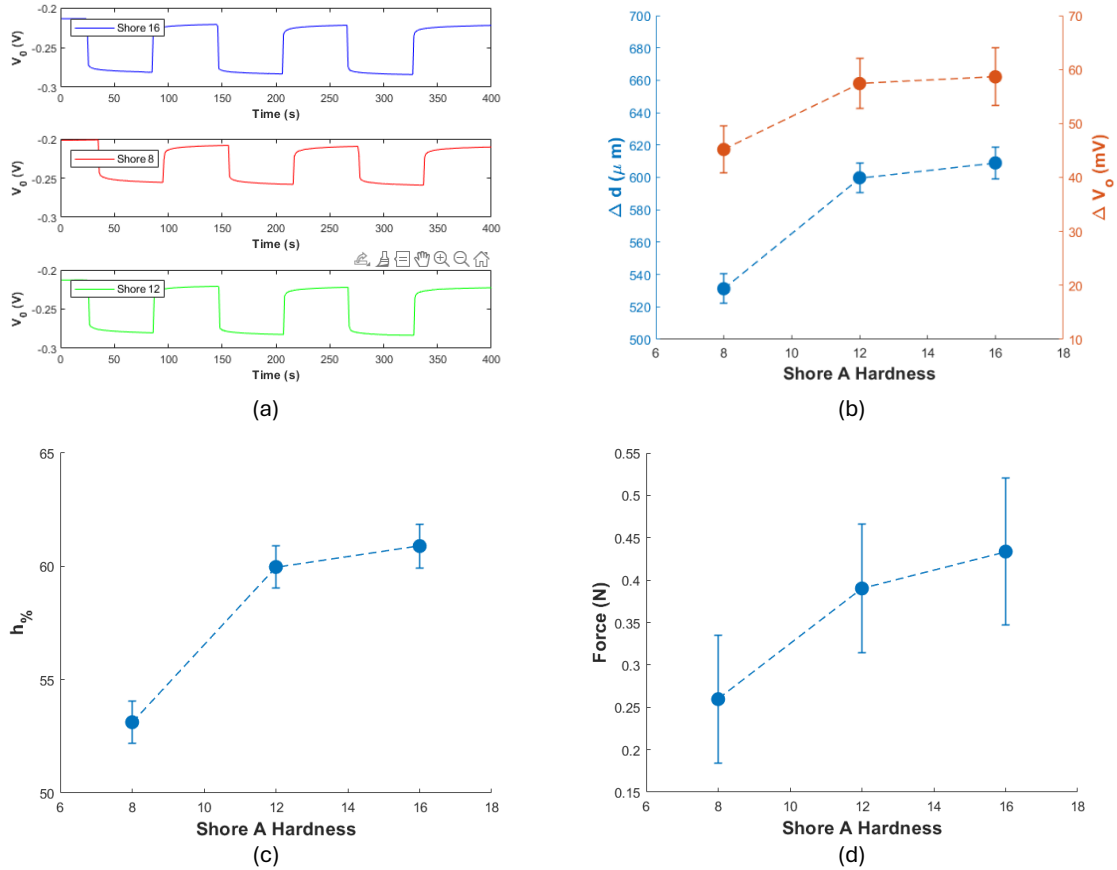 -0.2
-0.25
-0.3
V0 (V)
Shore 16
0 50 100 150 200 250 300 350 400
Time (s)
-0.2
-0.25
-0.3
V0 (V)
Shore 8
0 50 100 150 200 250 300 350 400
Time (s)
-0.2
-0.25
-0.3
V0 (V)
Shore 12
0 50 100 150 200 250 300 350 400
Time (s)
(a)
700
680
660
640
620
600
580
560
540
520
500
Δ d (μ m)
70
60
50
40
30
20
10
Δ Vo (mV)
6 8 10 12 14 16 18
Shore A Hardness
(b)
65
60
55
50
h%
6 8 10 12 14 16 18
Shore A Hardness
(c)
0.55
0.5
0.45
0.4
0.35
0.3
0.25
0.2
0.15
Force (N)
6 8 10 12 14 16 18
Shore A Hardness
(d)